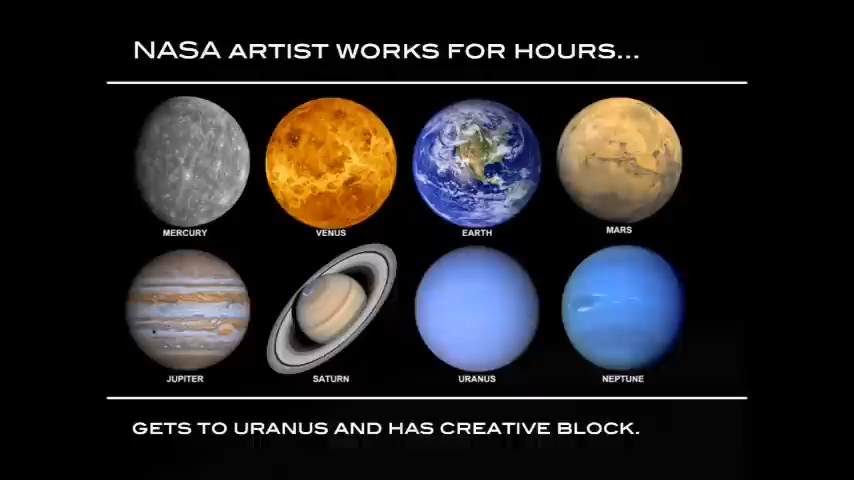 NASA ARTIST WORKS FOR HOURS...
MERCURY VENUS EARTH MARS
JUPITER SATURN URANUS NEPTUNE
GETS TO URANUS AND HAS CREATIVE BLOCK.